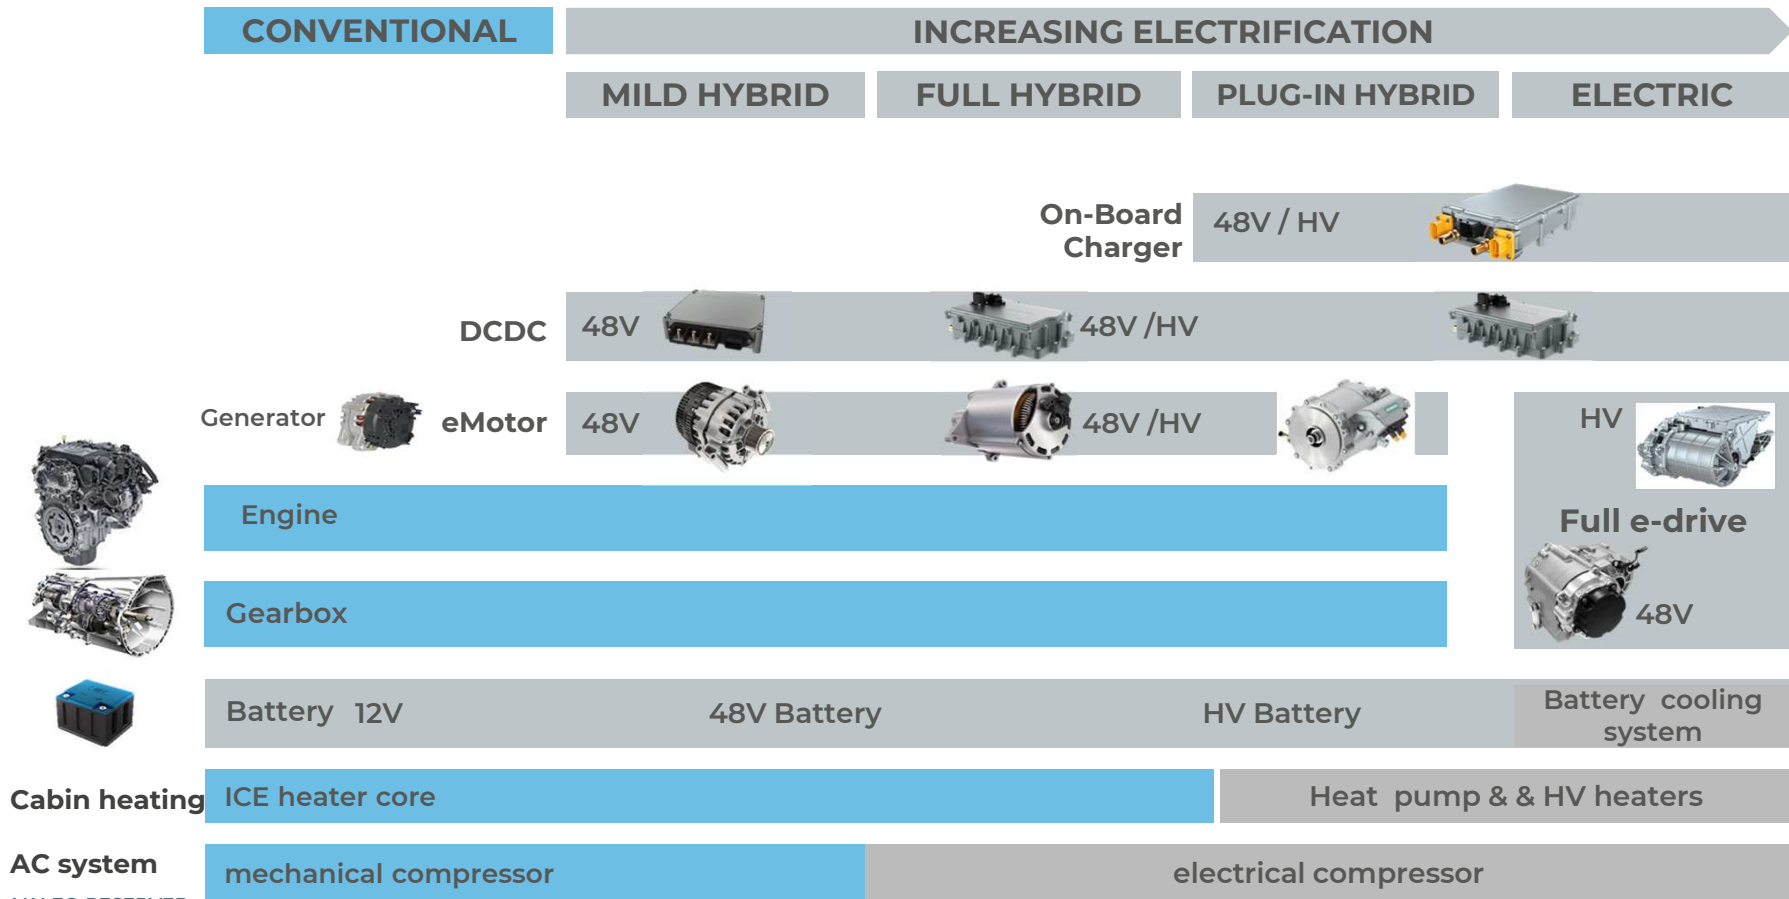 CONVENTIONAL
INCREASING ELECTRIFICATION
MILD HYBRID
FULL HYBRID
PLUG-IN HYBRID
ELECTRIC
On-Board
Charger
48V / HV
DCDC
48V
48V /HV
Generator
eMotor
48V
48V /HV
HV
Engine
Full e-drive
Gearbox
48V
Battery 12V
48V Battery
HV Battery
Battery cooling
system
Cabin heating
ICE heater core
Heat pump & & HV heaters
AC system
mechanical compressor
electrical compressor